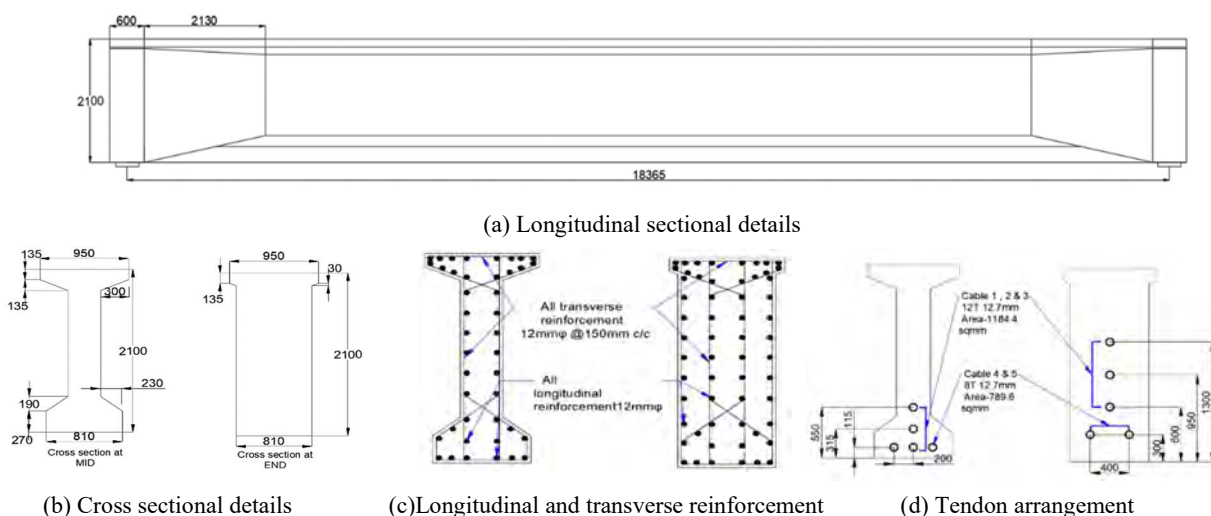 600
2130
2100
18365
(a) Longitudinal sectional details
135
950
135
300
2100
190
230
270
810
Cross section at
MID
950
30
135
2100
810
Cross section at
END
All transverse
reinforcement
12mmφ @150mm c/c
All
longitudinal
reinforcement12mmφ
Cable 1 , 2 & 3
12T 12.7mm
Area-1184.4
sqmm
Cable 4 & 5
8T 12.7mm
Area-789.6
sqmm
550
315
115
200
300
600
950
1300
400
(b) Cross sectional details
(c)Longitudinal and transverse reinforcement
(d) Tendon arrangement